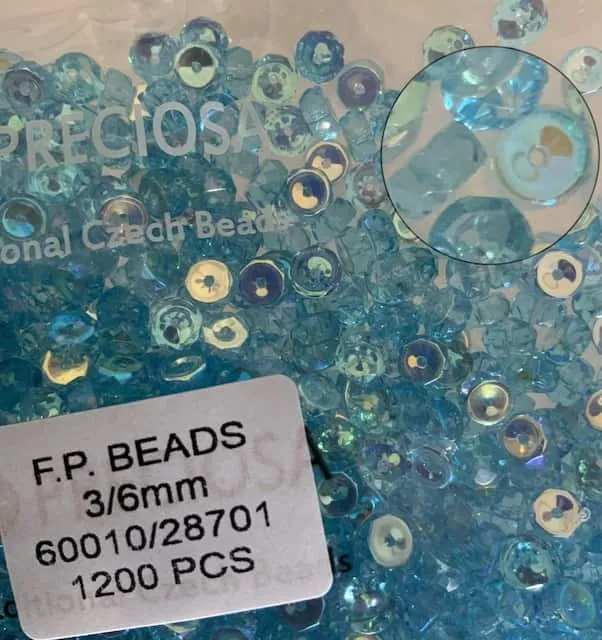 PRECIOSA
onal Czech Beads
F.P. BEADS
3/6mm
60010/28701
1200 PCS